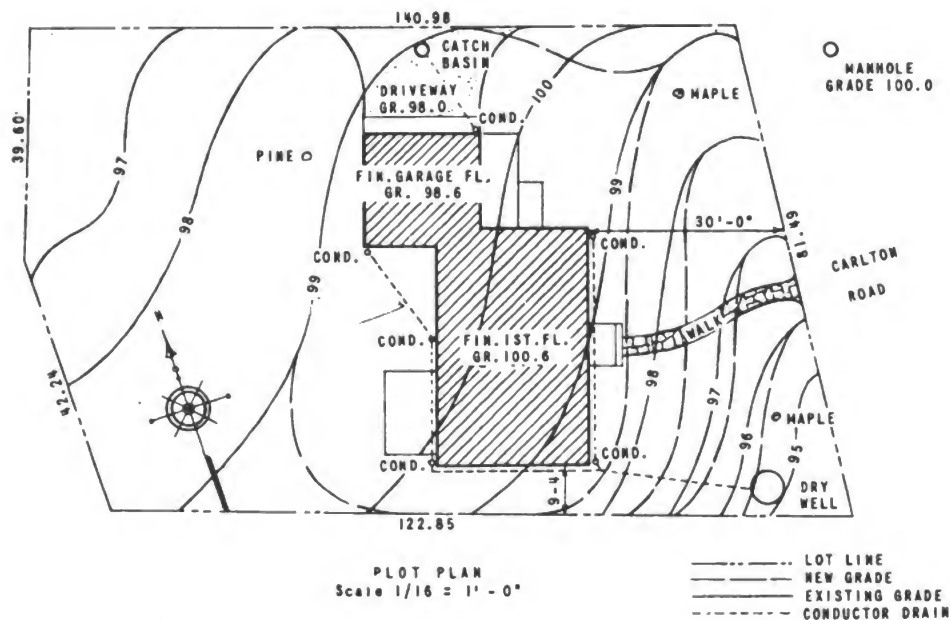 140.98
CATCH
BASIN
MANHOLE
GRADE 100.0
DRIVEWAY
GR. 98.0
100
MAPLE
COND.
39.60
97
PINE
FIN. GARAGE FL.
GR. 98.6
99
98
30'-0"
81.49
COND.
COND.
CARLTON
ROAD
99
N
WALK
COND.
FIN. 1ST. FL.
GR. 100.6
98
42.24
97
MAPLE
96
95
COND.
COND.
9-4
DRY
WELL
122.85
PLOT PLAN
Scale 1/16 = 1' - 0"
LOT LINE
NEW GRADE
EXISTING GRADE
CONDUCTOR DRAIN